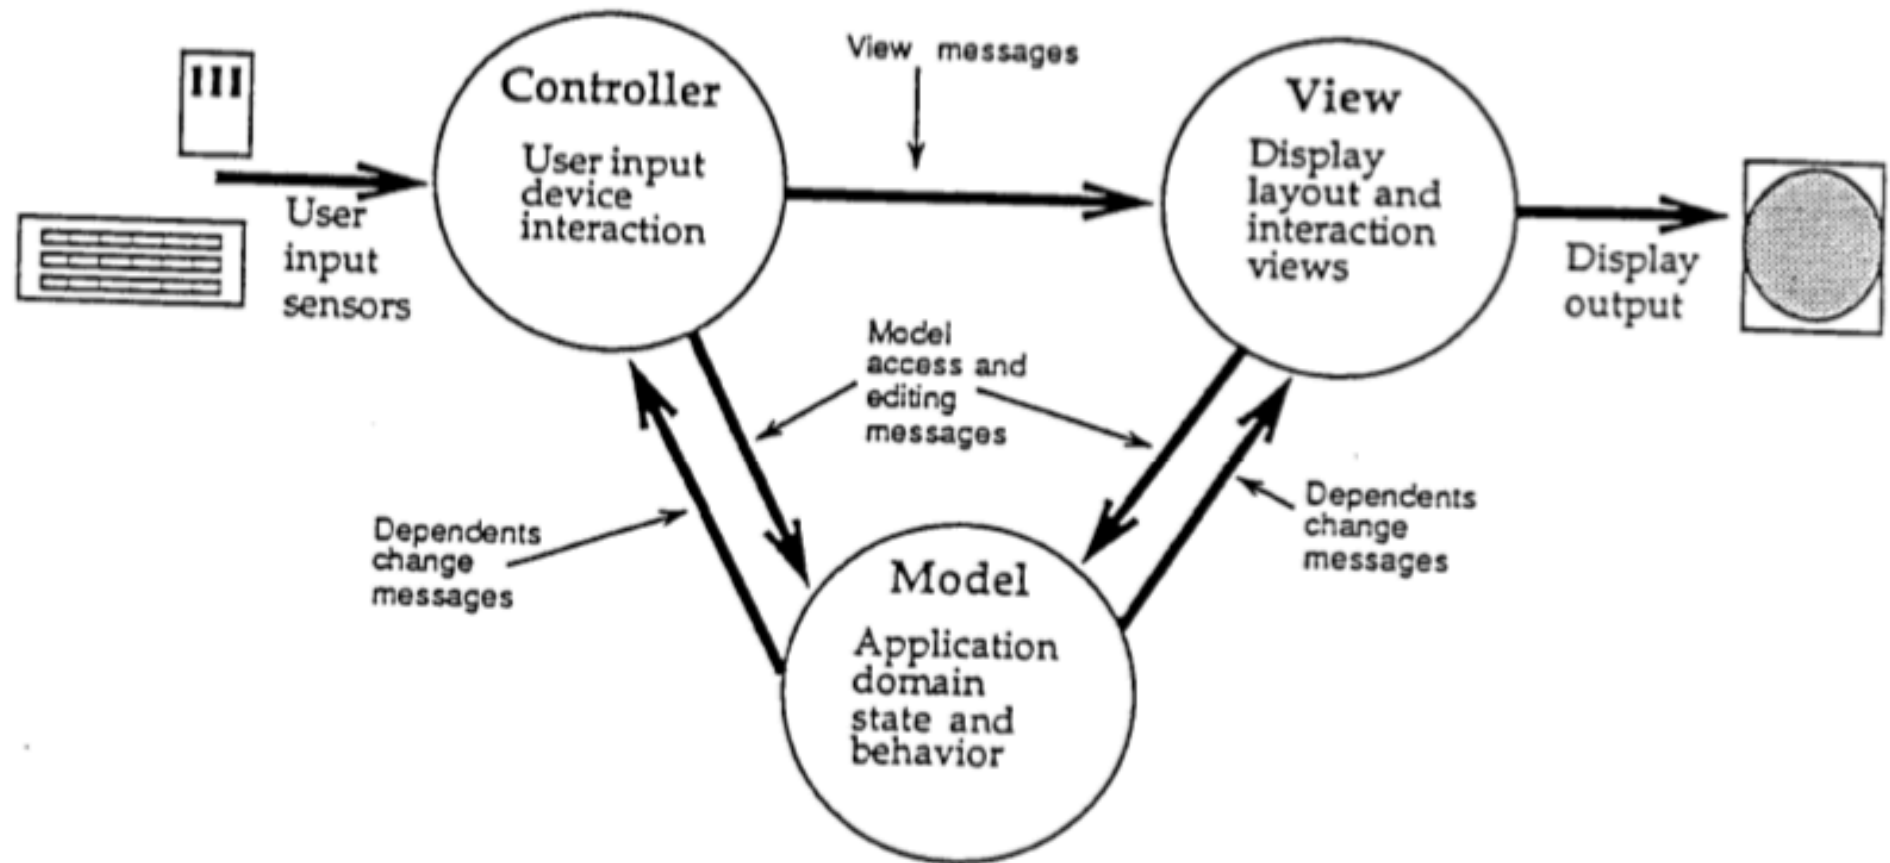 View messages
Controller
User input
device
interaction
View
Display
layout and
interaction
views
User
input
sensors
Display
output
Model
access and
editing
messages
Dependents
change
messages
Dependents
change
messages
Model
Application
domain
state and
behavior